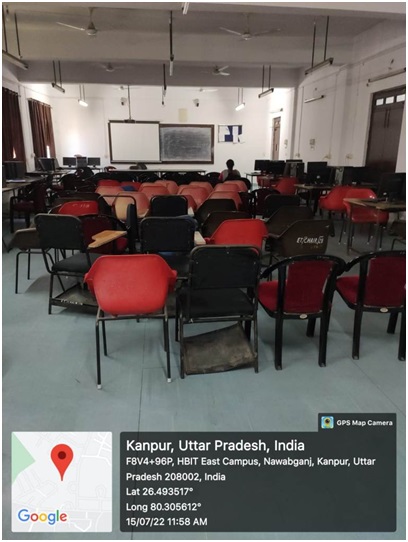 GPS Map Camera
Kanpur, Uttar Pradesh, India
F8V4+96P, HBIT East Campus, Nawabganj, Kanpur, Uttar
Pradesh 208002, India
Lat 26.493517°
Long 80.305612°
15/07/22 11:58 AM
Google